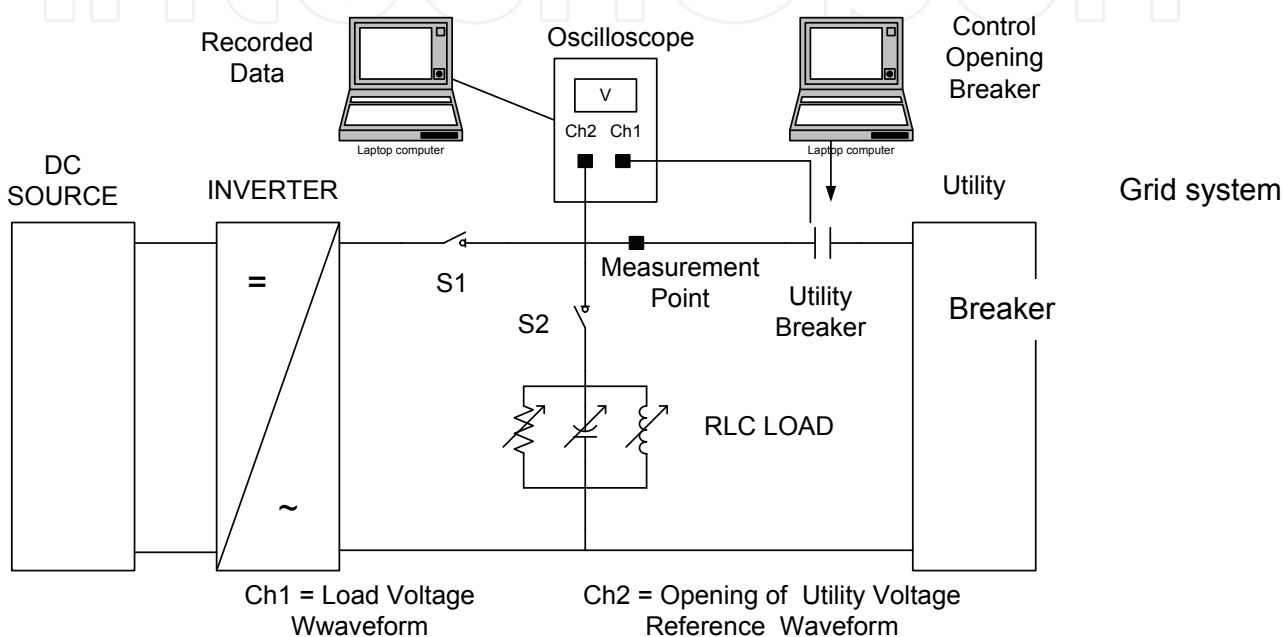 Recorded
Data
Oscilloscope
Control
Opening
Breaker
V
Ch2 Ch1
Laptop computer
Laptop computer
DC
SOURCE
INVERTER
Utility
Grid system
=
~
S1
Measurement
Point
Utility
Breaker
Breaker
S2
RLC LOAD
Ch1 = Load Voltage
Wwaveform
Ch2 = Opening of Utility Voltage
Reference Waveform